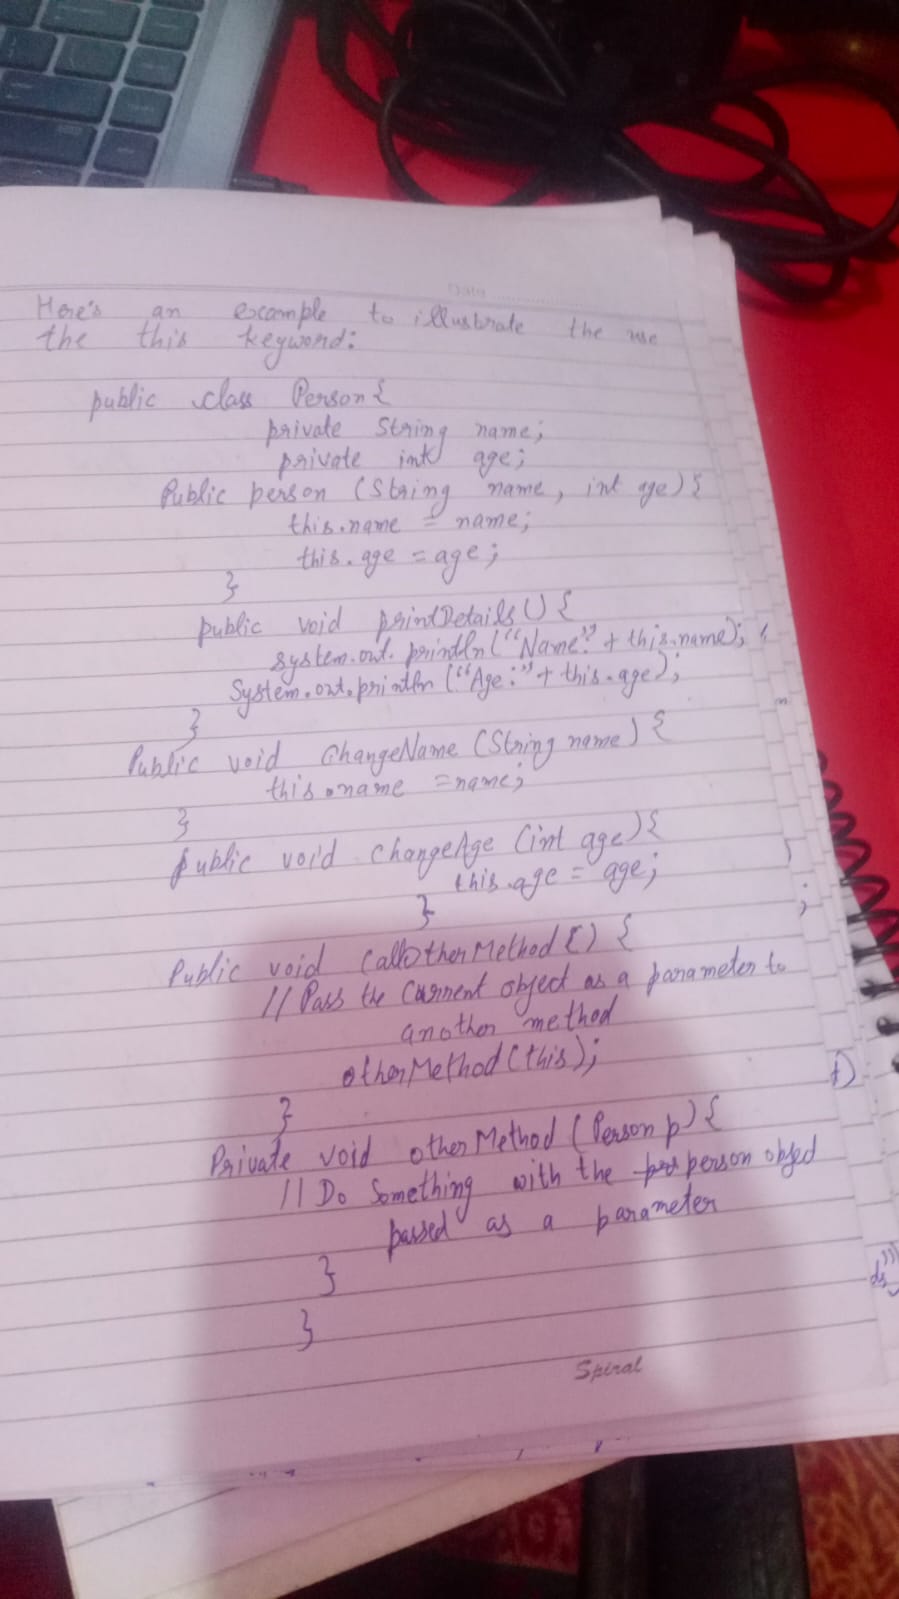 Date
Here's an example to illustrate the use
the this keyword:
public class Person{
private String name;
private int age;
Public person (String name, int age){
this.name = name;
this.age = age;
}
public void printDetails(){
system.out.println("Name:" + this.name);
System.out.println("Age:" + this.age);
}
Public void ChangeName (String name) {
this.name = name;
}
public void changeAge (int age){
this.age = age;
}
Public void CallOtherMethod () {
// Pass the Current object as a parameter to
another method
otherMethod (this);
}
Private void otherMethod (Person p) {
// Do Something with the person object
passed as a parameter
}
}
Spiral